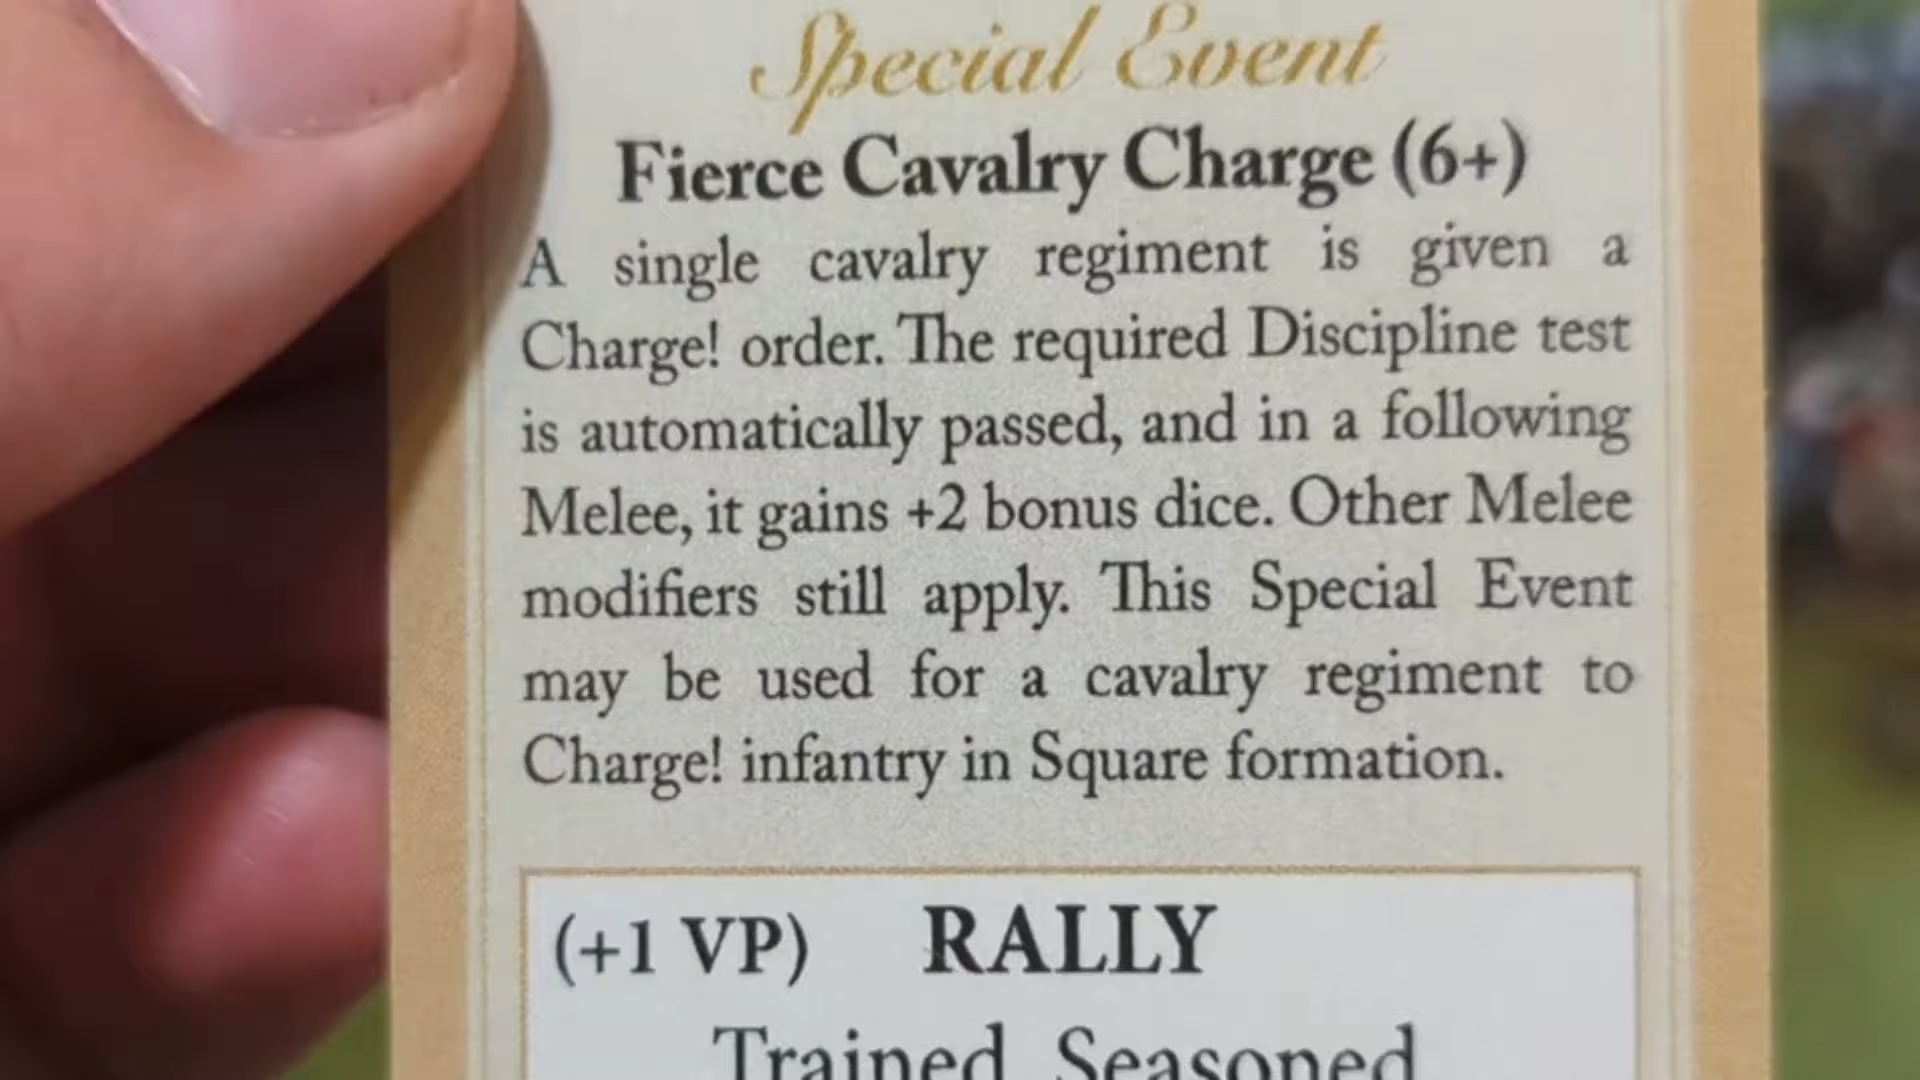 Special Event
Fierce Cavalry Charge (6+)
A single cavalry regiment is given a
Charge! order. The required Discipline test
is automatically passed, and in a following
Melee, it gains +2 bonus dice. Other Melee
modifiers still apply. This Special Event
may be used for a cavalry regiment to
Charge! infantry in Square formation.
(+1 VP) RALLY
Trained Seasoned